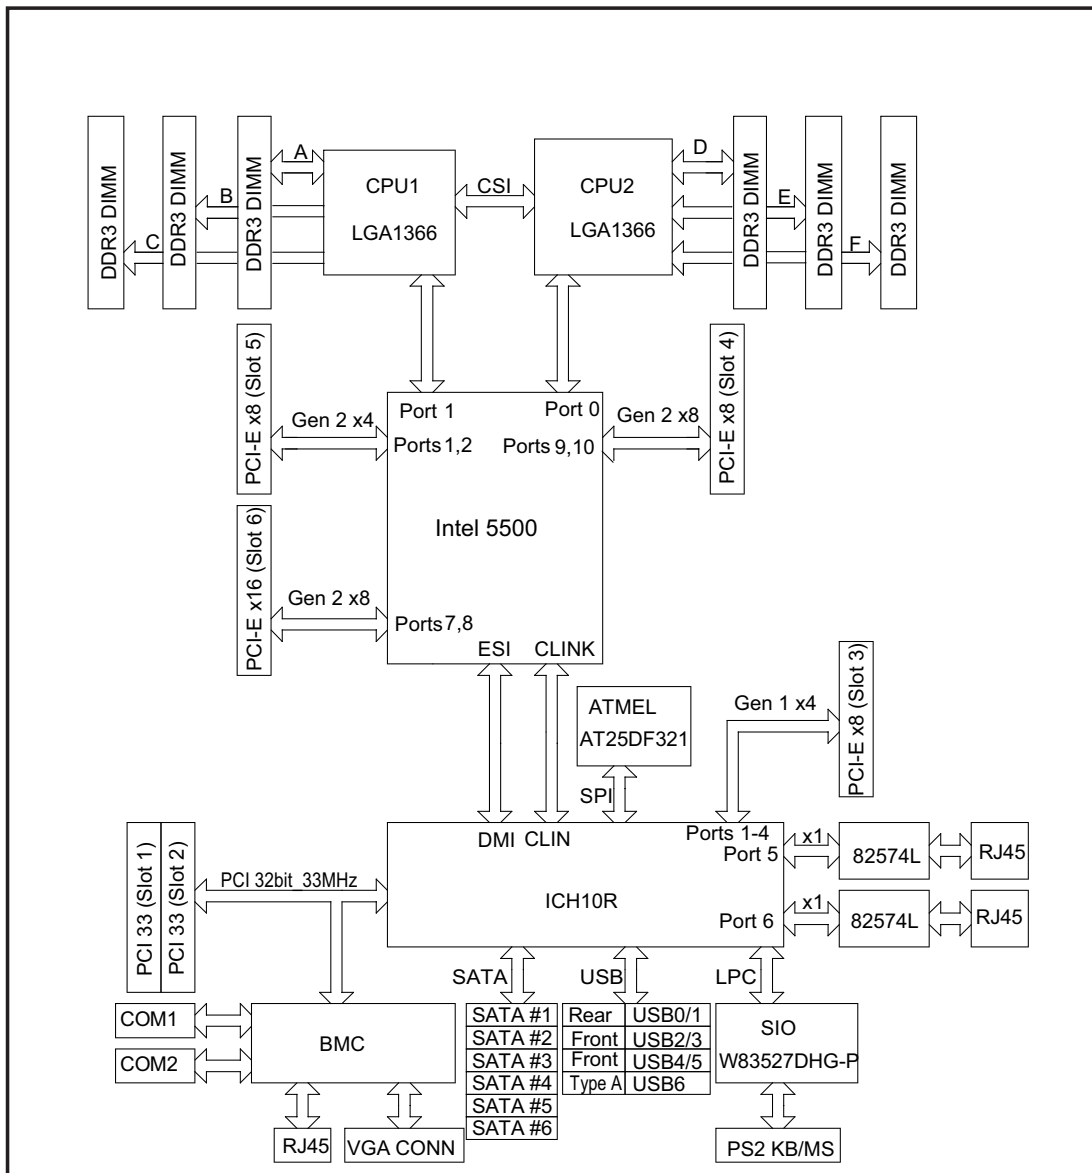 DDR3 DIMM
DDR3 DIMM
DDR3 DIMM
A
B
C
CPU1
LGA1366
CSI
CPU2
LGA1366
D
E
F
DDR3 DIMM
DDR3 DIMM
DDR3 DIMM
PCI-E x8 (Slot 5)
Gen 2 x4
Port 1
Port 0
Ports 1,2
Ports 9,10
Gen 2 x8
PCI-E x8 (Slot 4)
Intel 5500
PCI-E x16 (Slot 6)
Gen 2 x8
Ports 7,8
ESI
CLINK
ATMEL
AT25DF321
SPI
Gen 1 x4
PCI-E x8 (Slot 3)
DMI
CLIN
Ports 1-4
Port 5
x1
82574L
RJ45
ICH10R
Port 6
x1
82574L
RJ45
PCI 33 (Slot 1)
PCI 33 (Slot 2)
PCI 32bit_33MHz
SATA
USB
LPC
COM1
COM2
BMC
RJ45
VGA CONN
SATA #1
SATA #2
SATA #3
SATA #4
SATA #5
SATA #6
Rear USB0/1
Front USB2/3
Front USB4/5
Type A USB6
SIO
W83527DHG-P
PS2 KB/MS